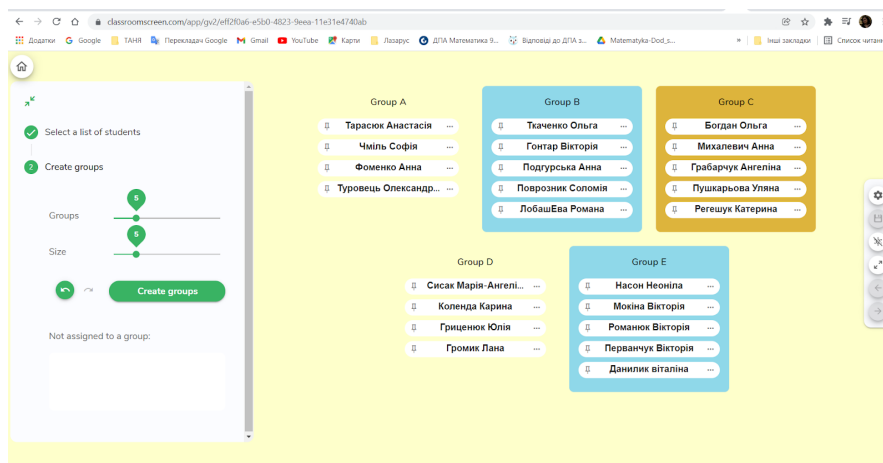 classroomscreen.com/app/gv2/eff2f0a6-e5b0-4823-9eea-11e31e4740ab
Додатки Google ТАНЯ Перекладач Google Gmail YouTube Карти Лазарус ДПА Математика 9... Відповіді до ДПА з... Matematyka-Dod_s... » Інші закладки Список читанн
Select a list of students
2 Create groups
5
Groups
5
Size
Create groups
Not assigned to a group:
Group A
Тарасюк Анастасія
Чміль Софія
Фоменко Анна
Туровець Олександр...
Group B
Ткаченко Ольга
Гонтар Вікторія
Подгурська Анна
Поврозник Соломія
ЛобашЕва Романа
Group C
Богдан Ольга
Михалевич Анна
Грабарчук Ангеліна
Пушкарьова Уляна
Регешук Катерина
Group D
Сисак Марія-Ангелі...
Коленда Карина
Гриценюк Юлія
Громик Лана
Group E
Насон Неоніла
Мокіна Вікторія
Романюк Вікторія
Перванчук Вікторія
Данилик віталіна